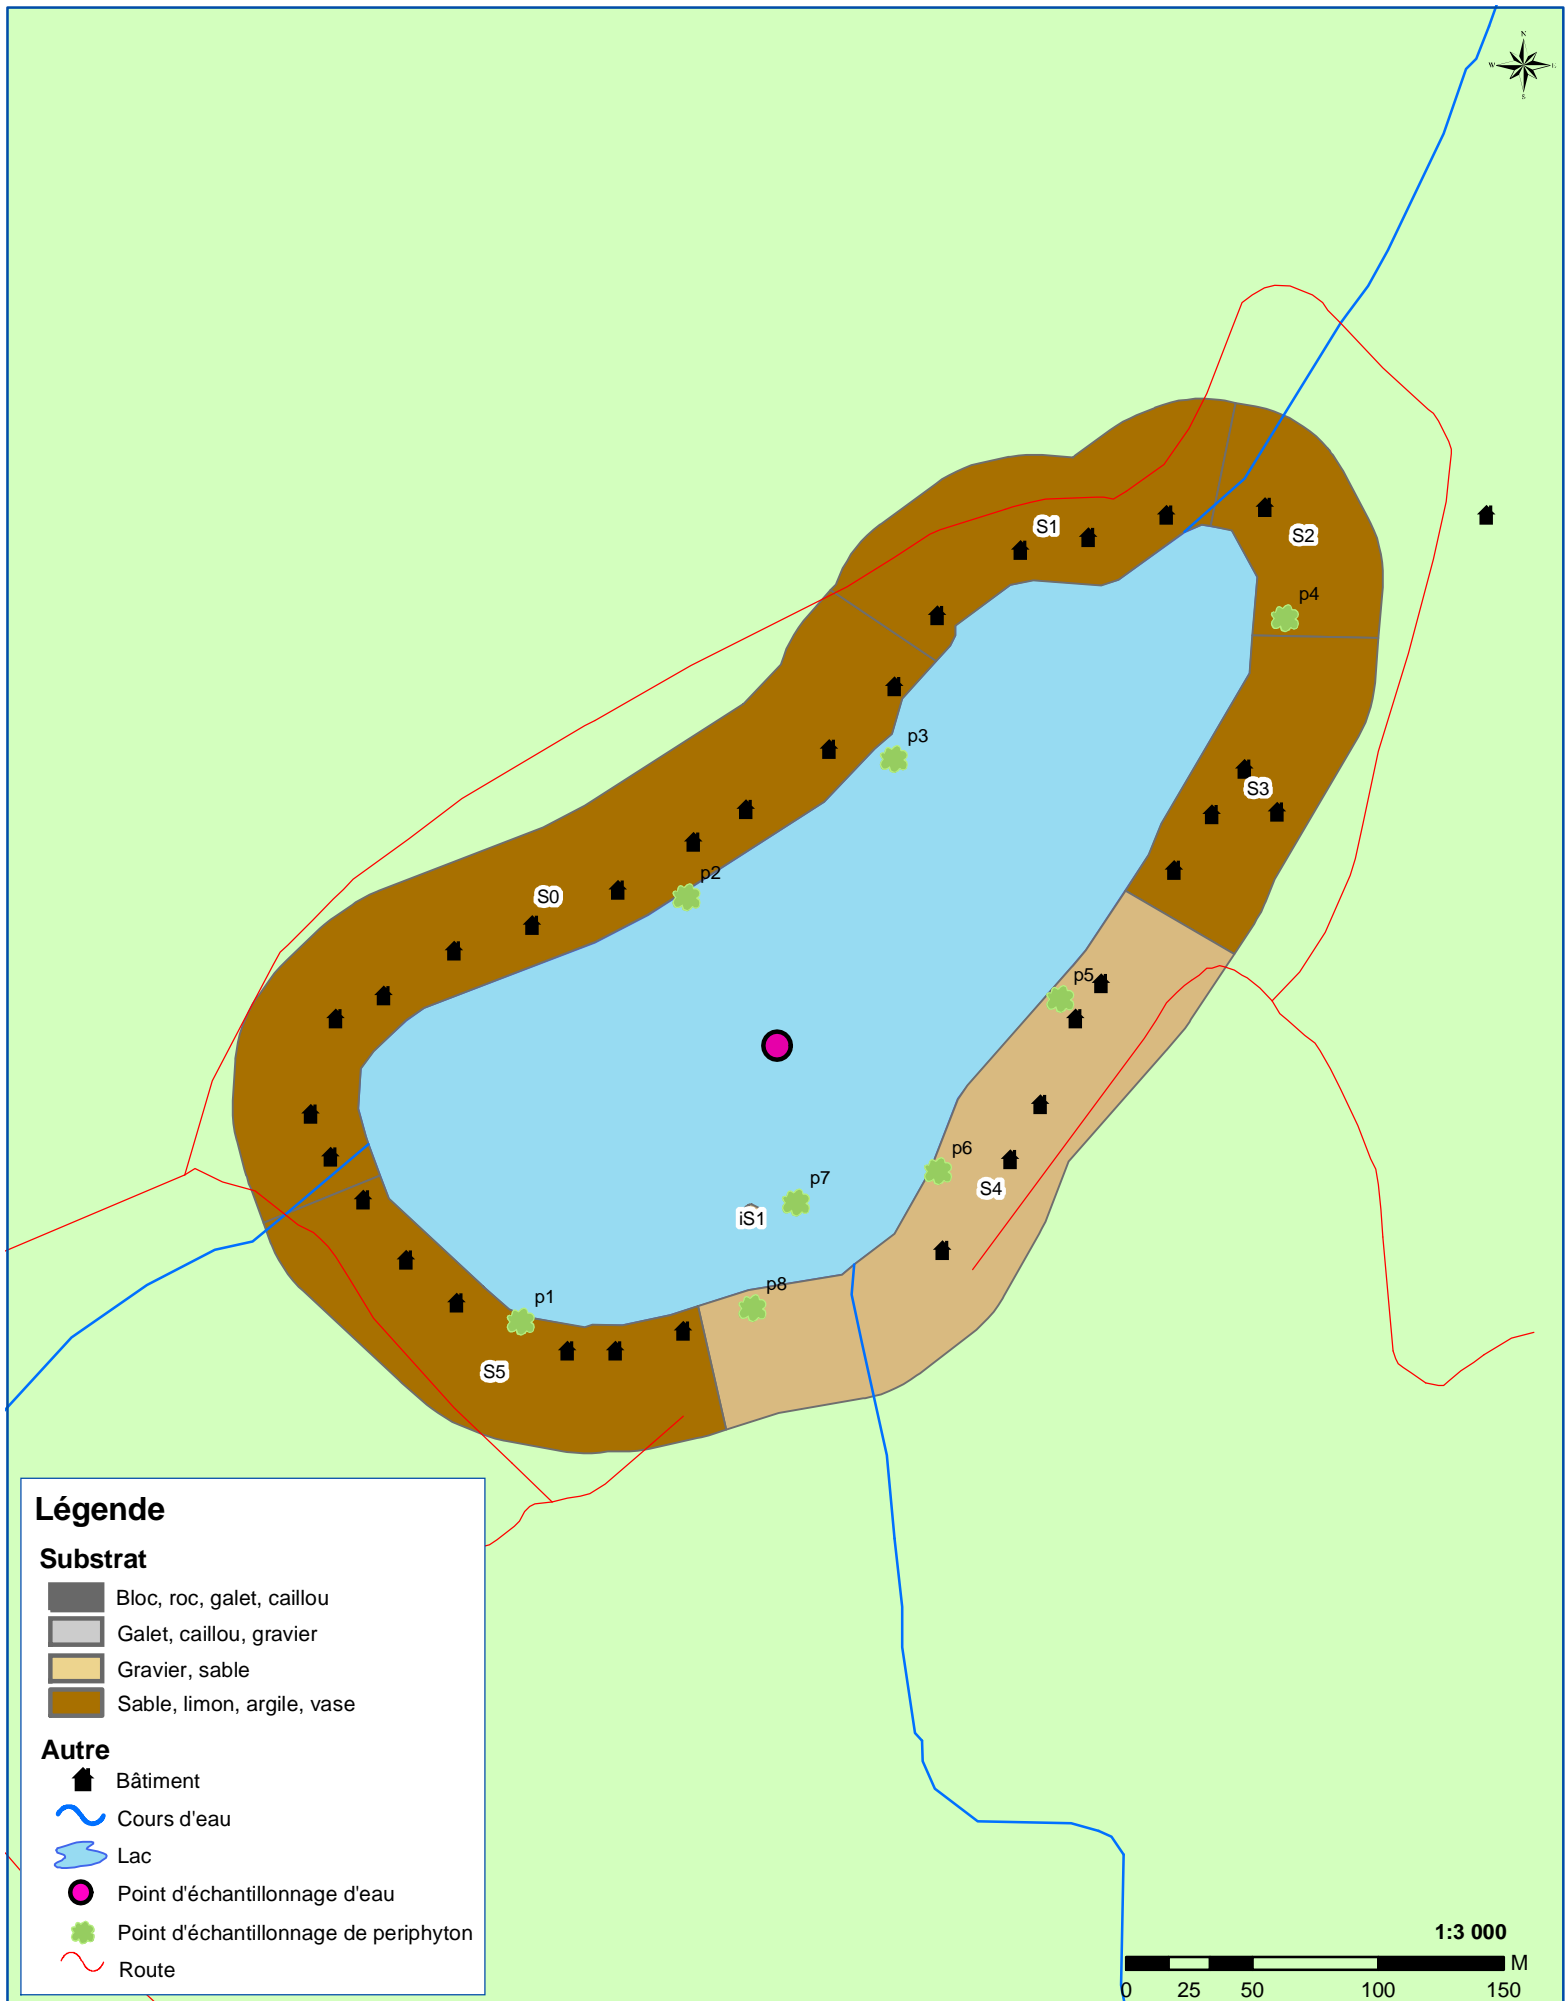 N
W
E
S
S1
S2
p4
p3
S3
p2
S0
p5
p6
p7
S4
iS1
p8
p1
S5
Légende
Substrat
Bloc, roc, galet, caillou
Galet, caillou, gravier
Gravier, sable
Sable, limon, argile, vase
Autre
Bâtiment
Cours d'eau
Lac
Point d'échantillonnage d'eau
Point d'échantillonnage de periphyton
Route
1:3 000
M
0 25 50 100 150